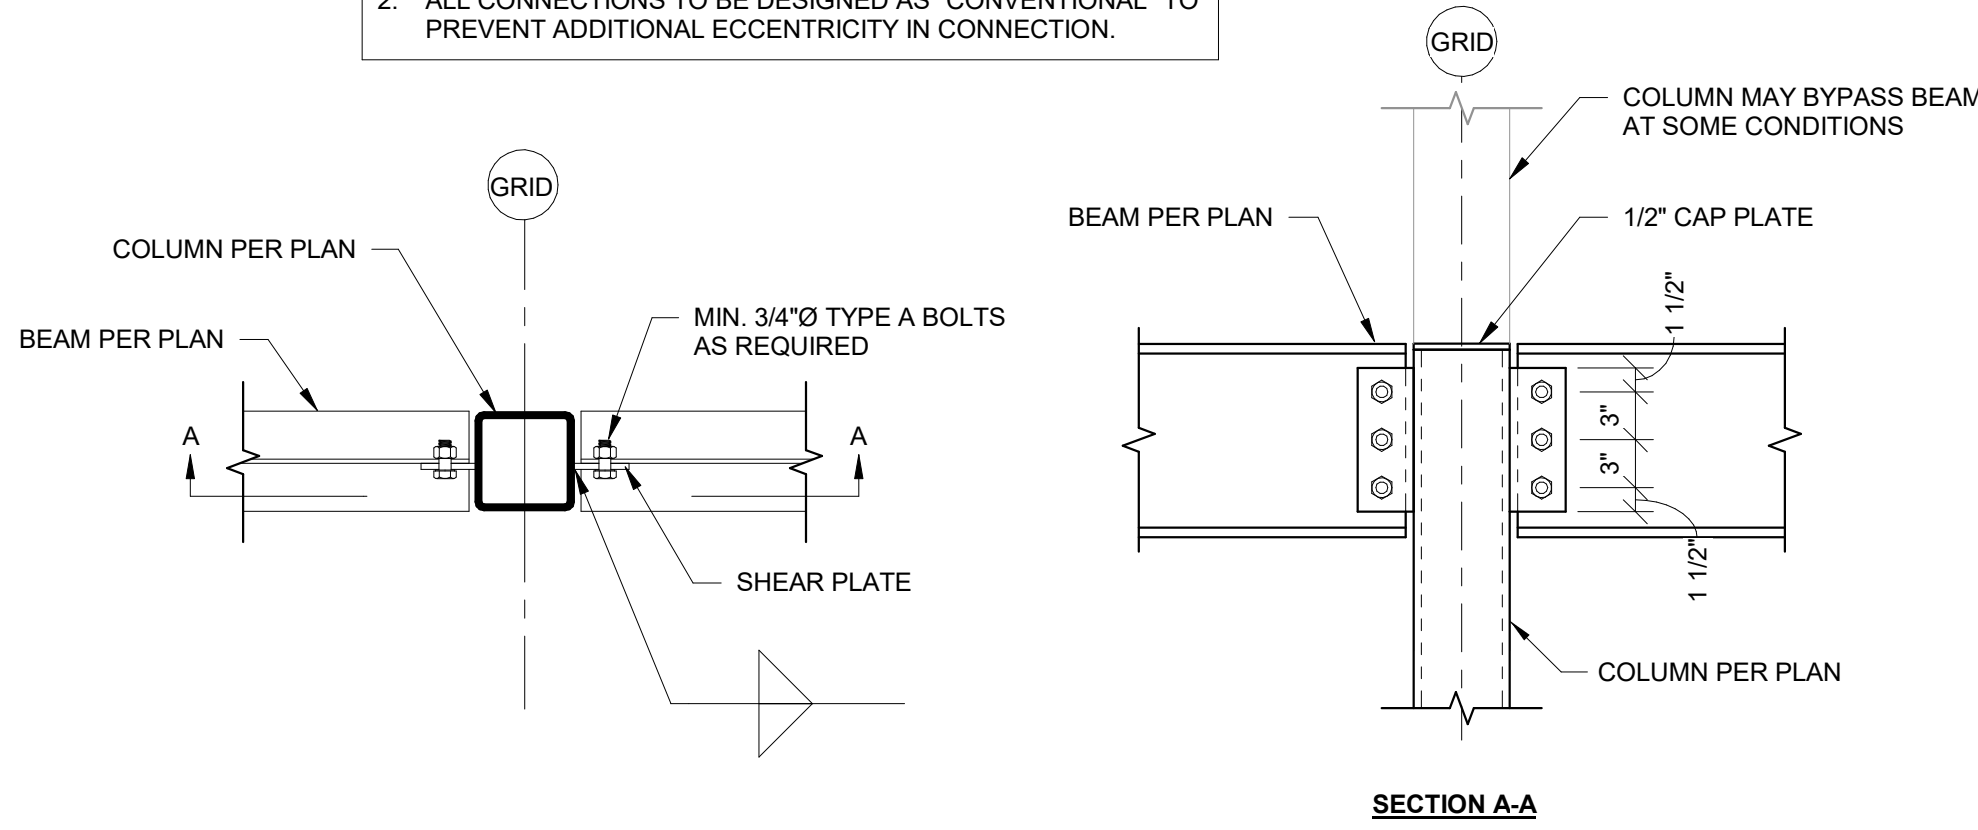 2. ALL CONNECTIONS TO BE DESIGNED AS "CONVENTIONAL" TO
PREVENT ADDITIONAL ECCENTRICITY IN CONNECTION.
GRID
COLUMN PER PLAN
BEAM PER PLAN
MIN. 3/4"Ø TYPE A BOLTS
AS REQUIRED
A
A
SHEAR PLATE
GRID
COLUMN MAY BYPASS BEAM
AT SOME CONDITIONS
BEAM PER PLAN
1/2" CAP PLATE
1 1/2"
3"
3"
1 1/2"
COLUMN PER PLAN
SECTION A-A